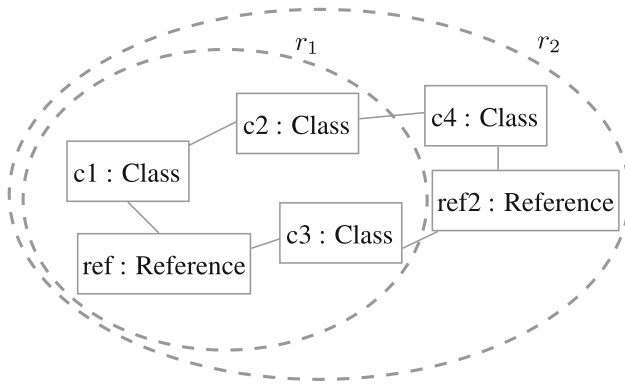 r₁
r₂
c2 : Class
c4 : Class
c1 : Class
ref2 : Reference
c3 : Class
ref : Reference